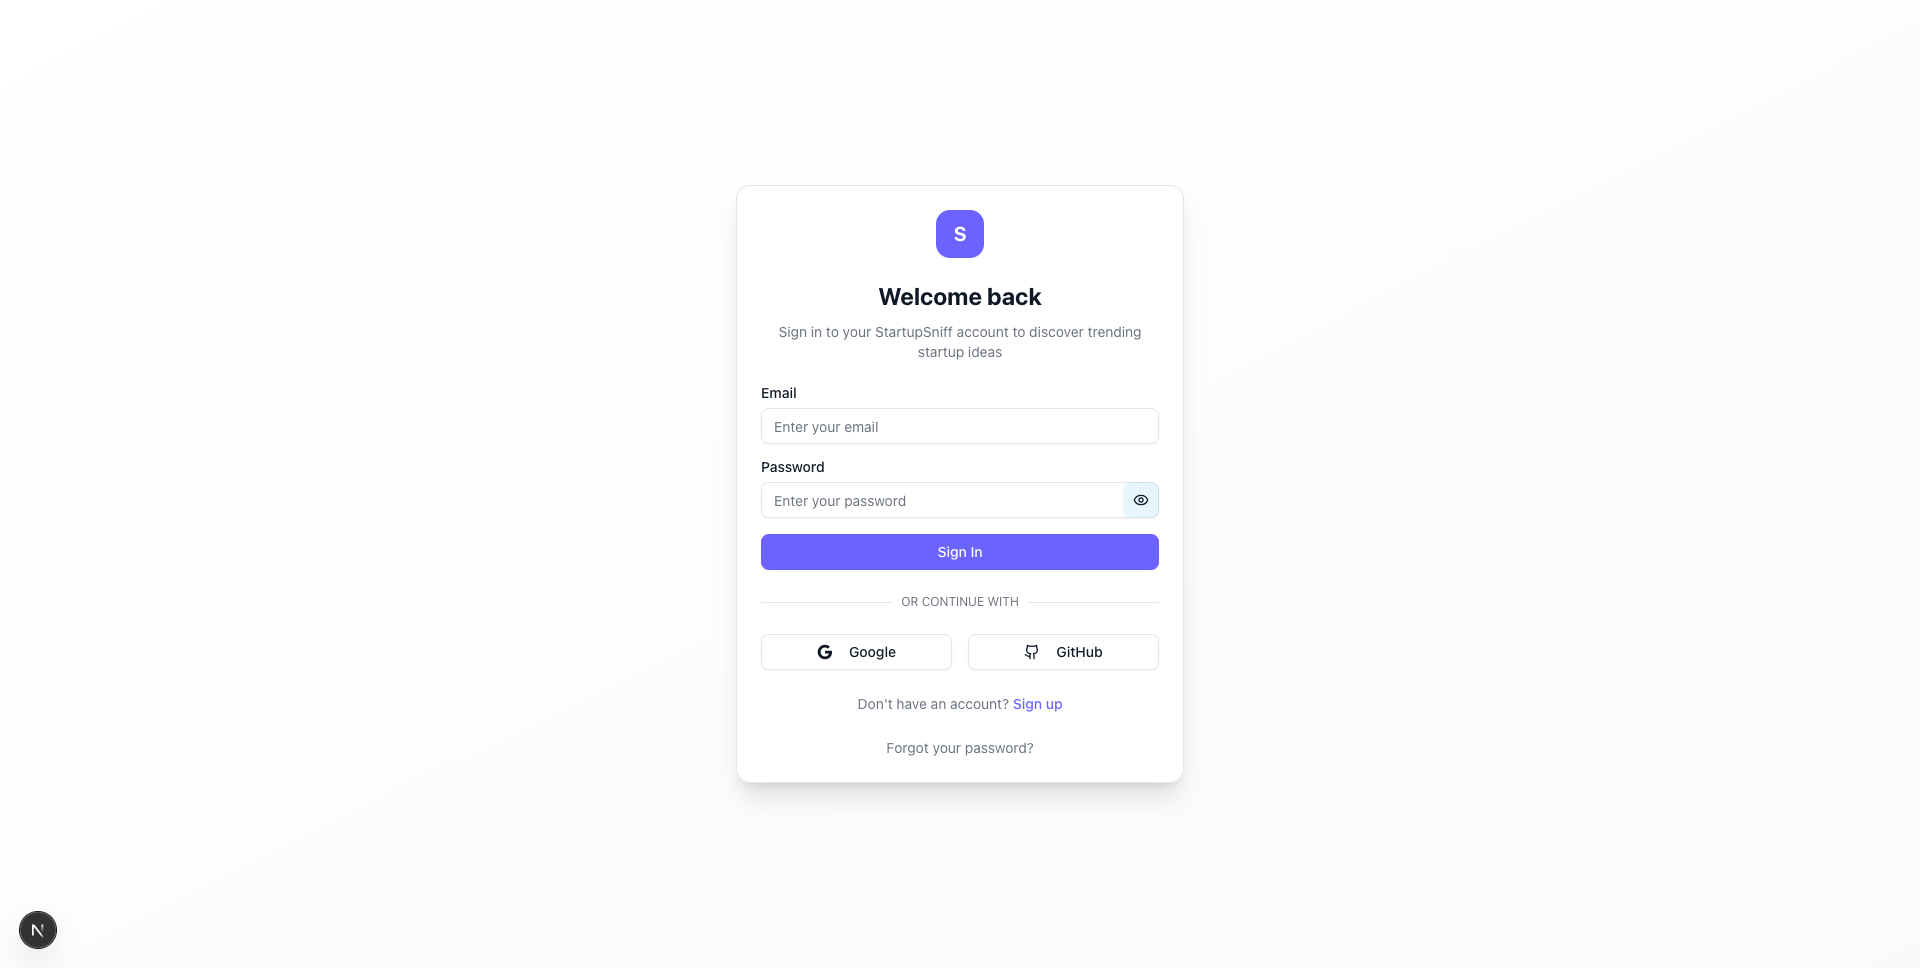 S
Welcome back
Sign in to your StartupSniff account to discover trending
startup ideas
Email
Enter your email
Password
Enter your password
Sign In
OR CONTINUE WITH
Google
GitHub
Don't have an account? Sign up
Forgot your password?
N